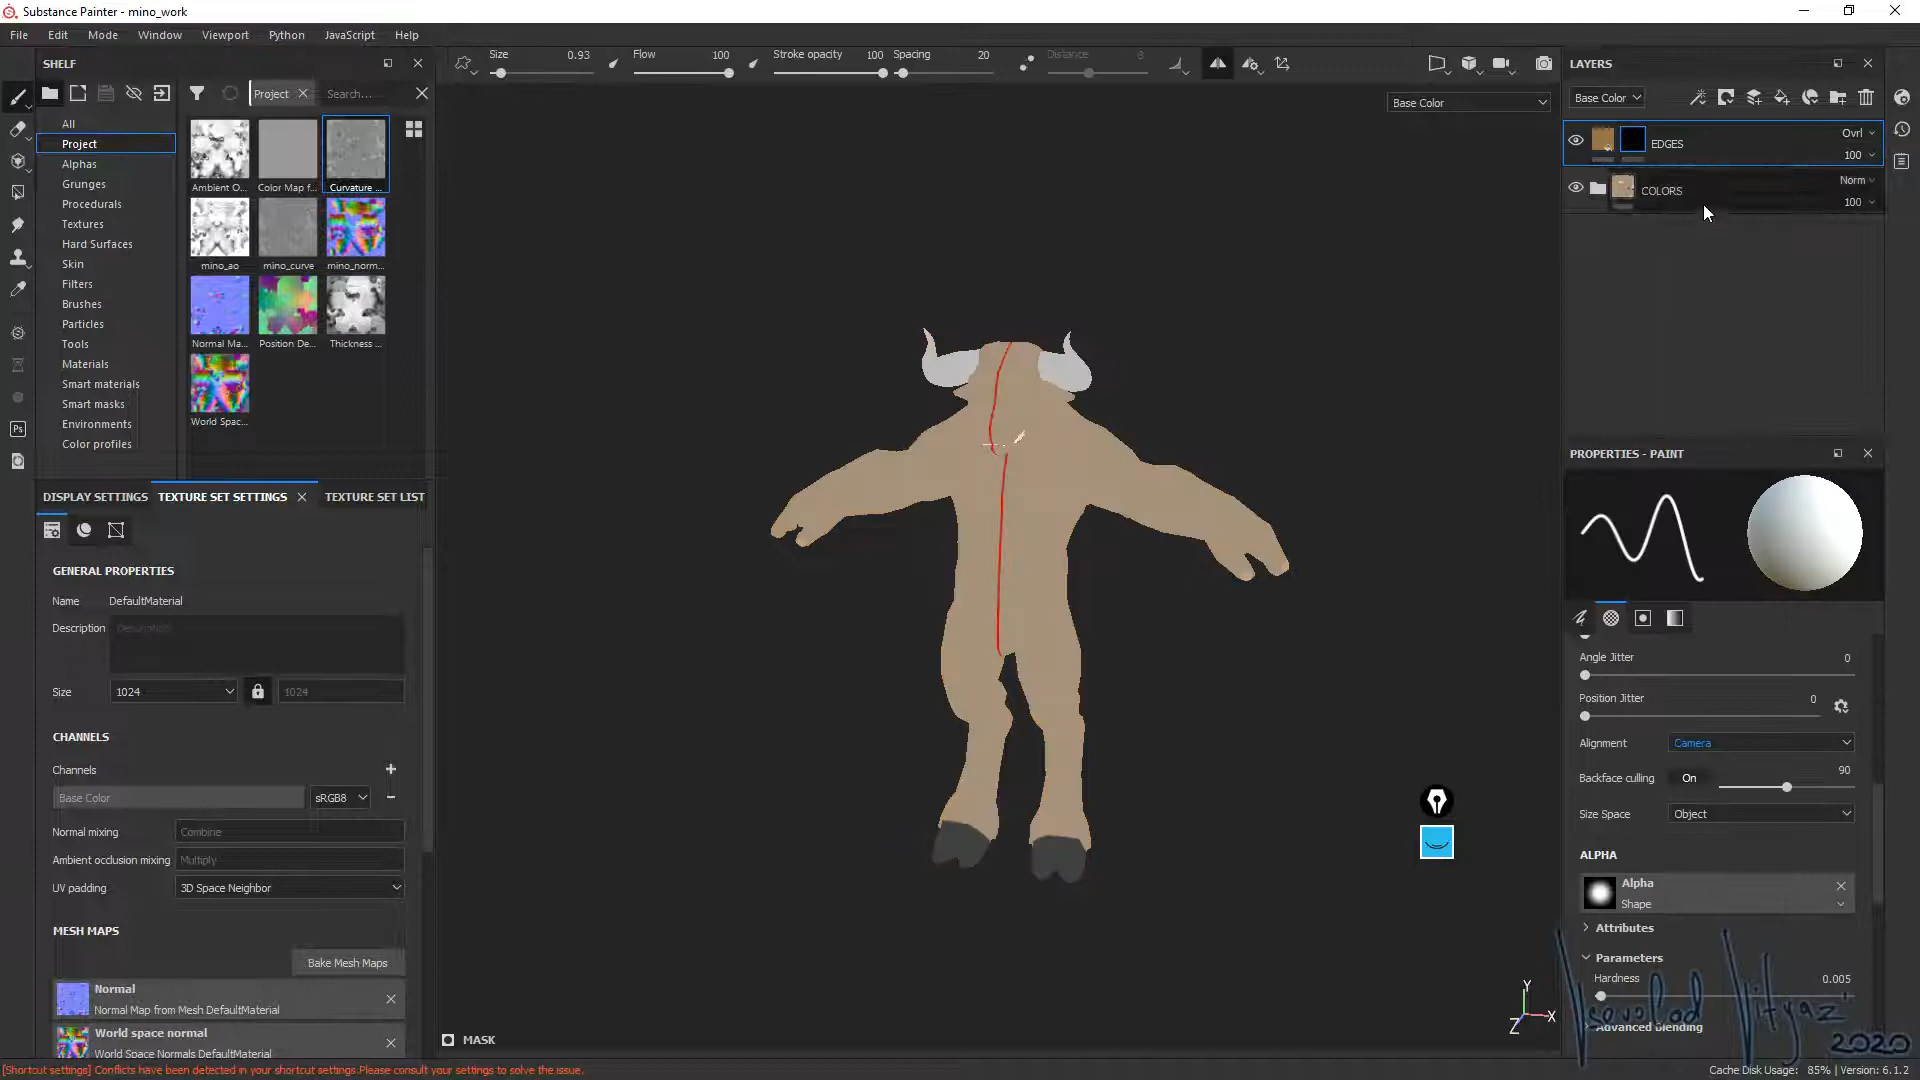 Substance Painter - mino_work
File Edit Mode Window Viewport Python JavaScript Help
SHELF
Project
Search...
All
Project
Alphas
Grunges
Procedurals
Textures
Hard Surfaces
Skin
Filters
Brushes
Particles
Tools
Materials
Smart materials
Smart masks
Environments
Color profiles
Ambient O... Color Map f... Curvature ...
mino_ao mino_curve mino_norm...
Normal Ma... Position De... Thickness ...
World Spac...
Size 0.93 Flow 100 Stroke opacity 100 Spacing 20 Distance 8
Base Color
DISPLAY SETTINGS TEXTURE SET SETTINGS TEXTURE SET LIST
GENERAL PROPERTIES
Name DefaultMaterial
Description Description
Size 1024 1024
CHANNELS
Channels
Base Color sRGB8
Normal mixing Combine
Ambient occlusion mixing Multiply
UV padding 3D Space Neighbor
MESH MAPS
Bake Mesh Maps
Normal
Normal Map from Mesh DefaultMaterial
World space normal
World Space Normals DefaultMaterial
MASK
Y
X
Z
LAYERS
Base Color
EDGES Ovrl 100
COLORS Norm 100
PROPERTIES - PAINT
Angle Jitter 0
Position Jitter 0
Alignment Camera
Backface culling On 90
Size Space Object
ALPHA
Alpha
Shape
Attributes
Parameters
Hardness 0.005
Advanced Blending
Vsevolod Vityaz
2020
Ps
[Shortcut settings] Conflicts have been detected in your shortcut settings.Please consult your settings to solve the issue.
Cache Disk Usage: 85% | Version: 6.1.2